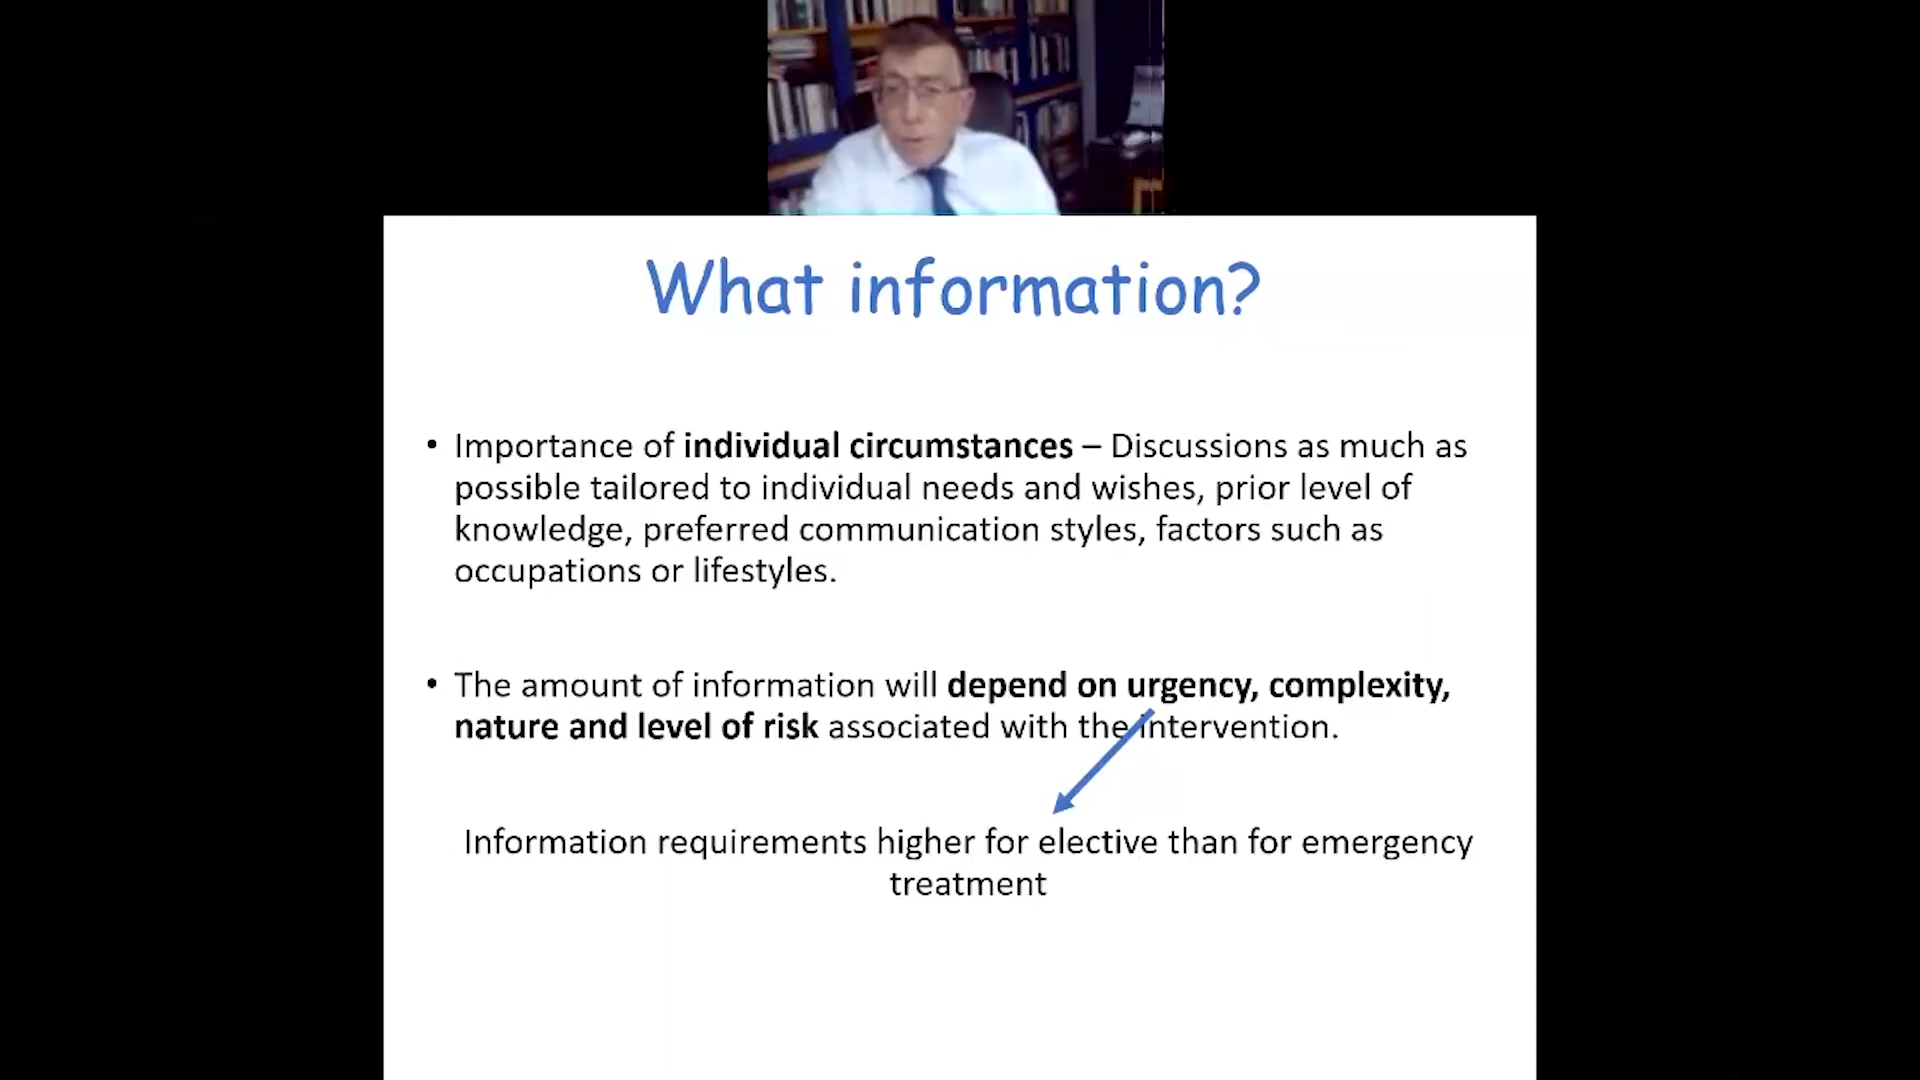 What information?
• Importance of individual circumstances – Discussions as much as
possible tailored to individual needs and wishes, prior level of
knowledge, preferred communication styles, factors such as
occupations or lifestyles.
• The amount of information will depend on urgency, complexity,
nature and level of risk associated with the intervention.
Information requirements higher for elective than for emergency
treatment